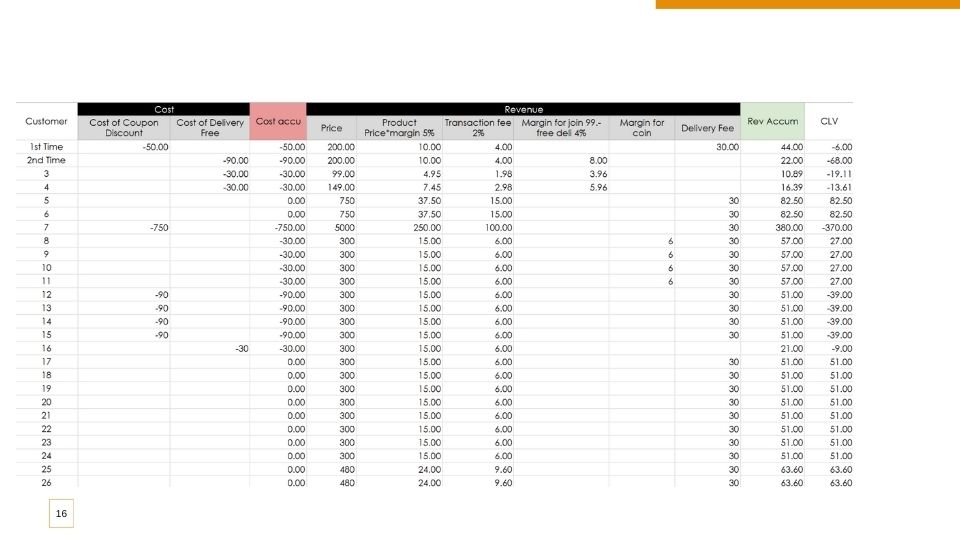 Cost Revenue
Customer Cost of Coupon Discount Cost of Delivery Free Cost accu Price Product Price*margin 5% Transaction fee 2% Margin for join 99.- free deli 4% Margin for coin Delivery Fee Rev Accum CLV
1st Time -50.00 -50.00 200.00 10.00 4.00 30.00 44.00 -6.00
2nd Time -90.00 -90.00 200.00 10.00 4.00 8.00 22.00 -68.00
3 -30.00 -30.00 99.00 4.95 1.98 3.96 10.89 -19.11
4 -30.00 -30.00 149.00 7.45 2.98 5.96 16.39 -13.61
5 0.00 750 37.50 15.00 30 82.50 82.50
6 0.00 750 37.50 15.00 30 82.50 82.50
7 -750 -750.00 5000 250.00 100.00 30 380.00 -370.00
8 -30.00 300 15.00 6.00 6 30 57.00 27.00
9 -30.00 300 15.00 6.00 6 30 57.00 27.00
10 -30.00 300 15.00 6.00 6 30 57.00 27.00
11 -30.00 300 15.00 6.00 6 30 57.00 27.00
12 -90 -90.00 300 15.00 6.00 30 51.00 -39.00
13 -90 -90.00 300 15.00 6.00 30 51.00 -39.00
14 -90 -90.00 300 15.00 6.00 30 51.00 -39.00
15 -90 -90.00 300 15.00 6.00 30 51.00 -39.00
16 -30 -30.00 300 15.00 6.00 21.00 -9.00
17 0.00 300 15.00 6.00 30 51.00 51.00
18 0.00 300 15.00 6.00 30 51.00 51.00
19 0.00 300 15.00 6.00 30 51.00 51.00
20 0.00 300 15.00 6.00 30 51.00 51.00
21 0.00 300 15.00 6.00 30 51.00 51.00
22 0.00 300 15.00 6.00 30 51.00 51.00
23 0.00 300 15.00 6.00 30 51.00 51.00
24 0.00 300 15.00 6.00 30 51.00 51.00
25 0.00 480 24.00 9.60 30 63.60 63.60
26 0.00 480 24.00 9.60 30 63.60 63.60
16